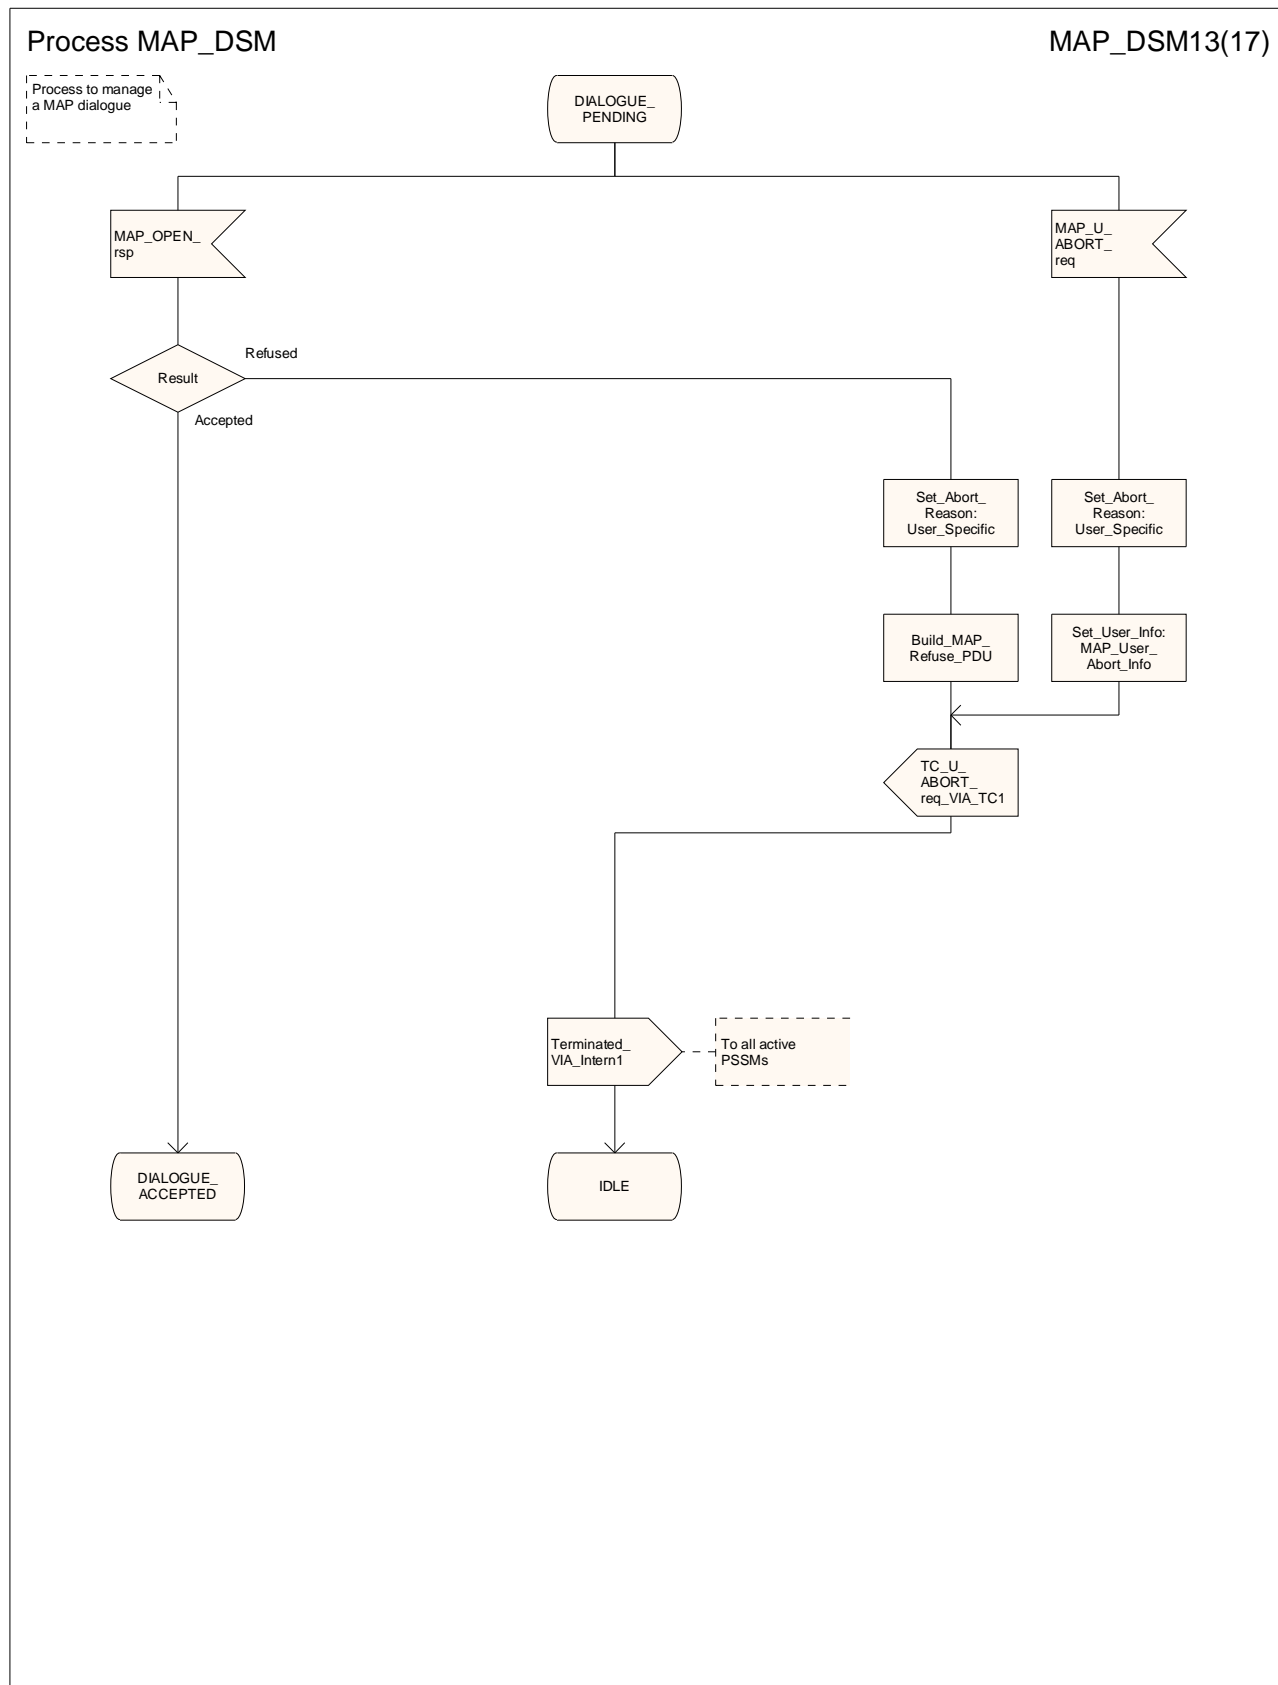 Process MAP_DSM
MAP_DSM13(17)
Process to manage
a MAP dialogue
DIALOGUE_
PENDING
MAP_OPEN_
rsp
MAP_U_
ABORT_
req
Result
Refused
Accepted
Set_Abort_
Reason:
User_Specific
Set_Abort_
Reason:
User_Specific
Build_MAP_
Refuse_PDU
Set_User_Info:
MAP_User_
Abort_Info
TC_U_
ABORT_
req_VIA_TC1
Terminated_
VIA_Intern1
To all active
PSSMs
DIALOGUE_
ACCEPTED
IDLE